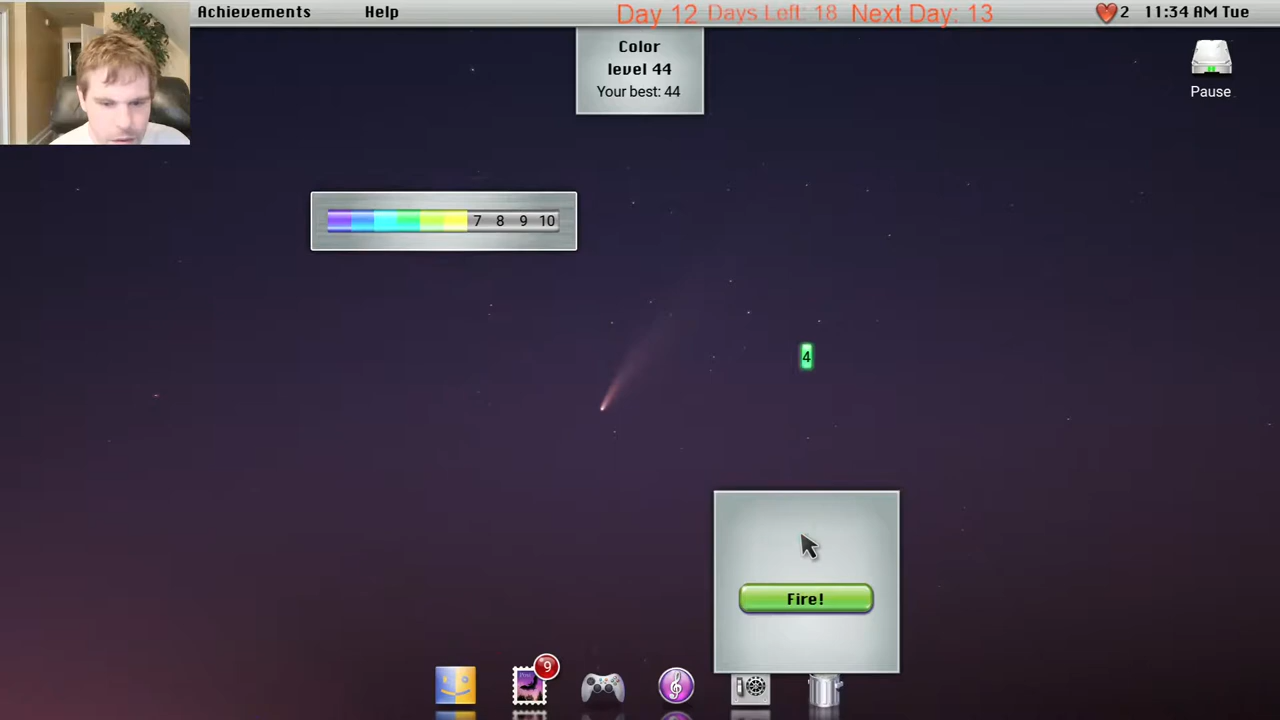 Achievements Help Day 12 Days Left: 18 Next Day: 13 2 11:34 AM Tue
Color
level 44
Your best: 44
Pause
7 8 9 10
4
Fire!
9